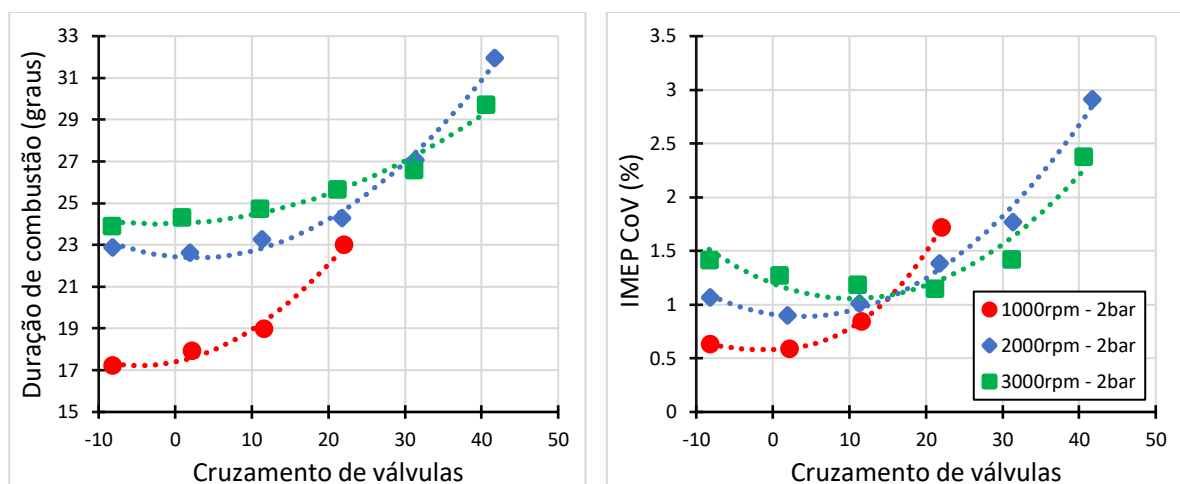 33
31
29
27
25
23
21
19
17
15
-10 0 10 20 30 40 50
Duração de combustão (graus)
Cruzamento de válvulas
3.5
3
2.5
2
1.5
1
0.5
0
-10 0 10 20 30 40 50
IMEP CoV (%)
Cruzamento de válvulas
1000rpm - 2bar
2000rpm - 2bar
3000rpm - 2bar